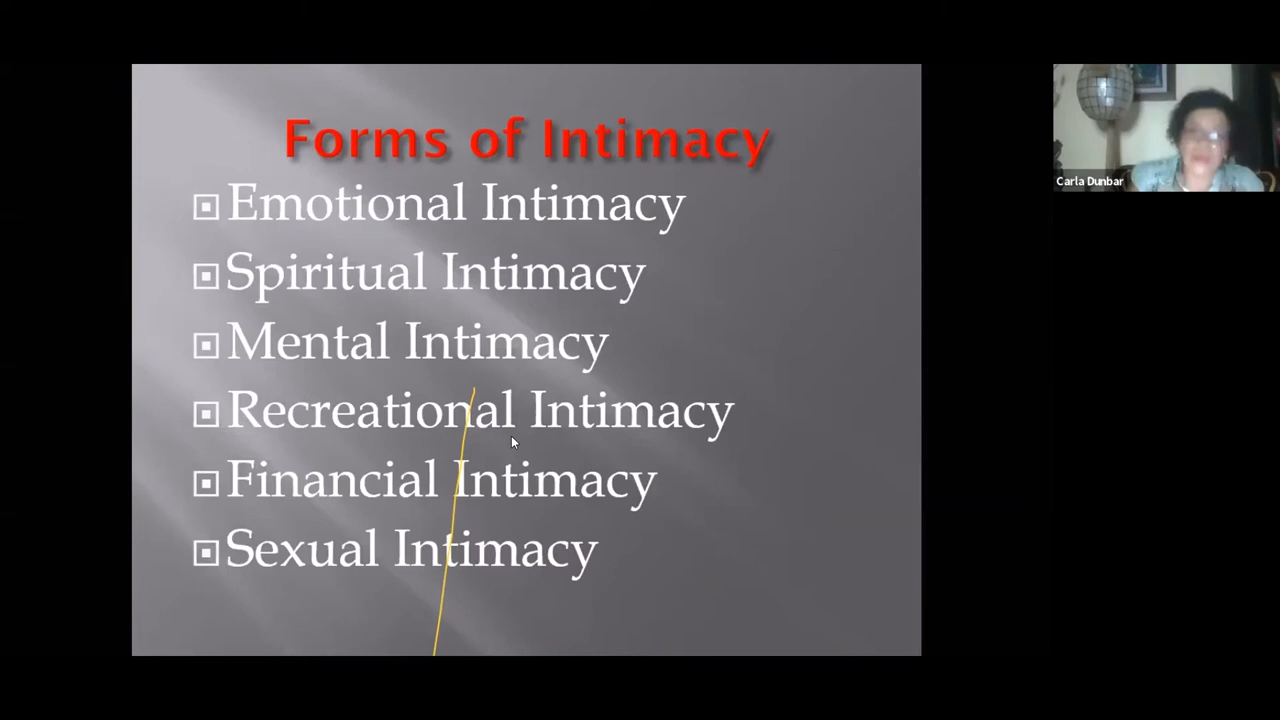 Forms of Intimacy
Emotional Intimacy
Spiritual Intimacy
Mental Intimacy
Recreational Intimacy
Financial Intimacy
Sexual Intimacy
Carla Dunbar